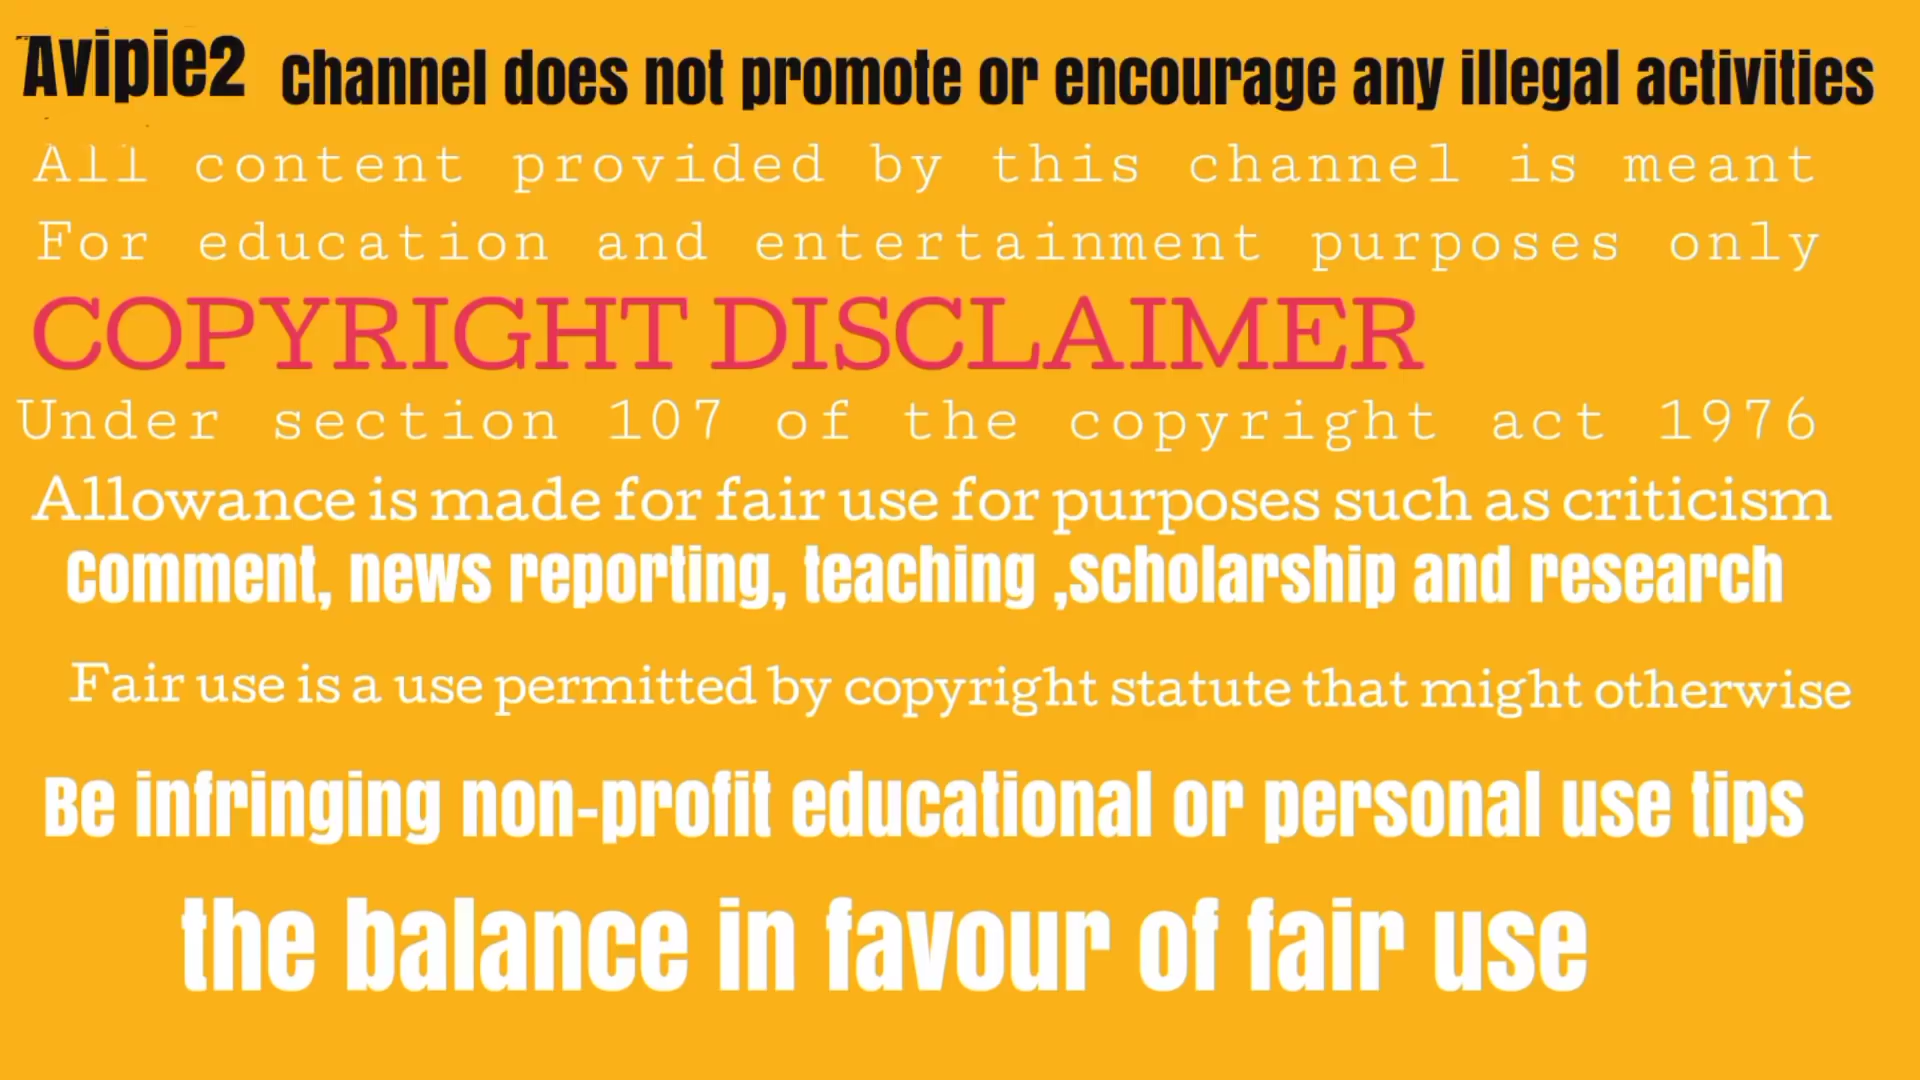 Avipie2 channel does not promote or encourage any illegal activities
All content provided by this channel is meant
For education and entertainment purposes only
COPYRIGHT DISCLAIMER
Under section 107 of the copyright act 1976
Allowance is made for fair use for purposes such as criticism
comment, news reporting, teaching ,scholarship and research
Fair use is a use permitted by copyright statute that might otherwise
Be infringing non-profit educational or personal use tips
the balance in favour of fair use